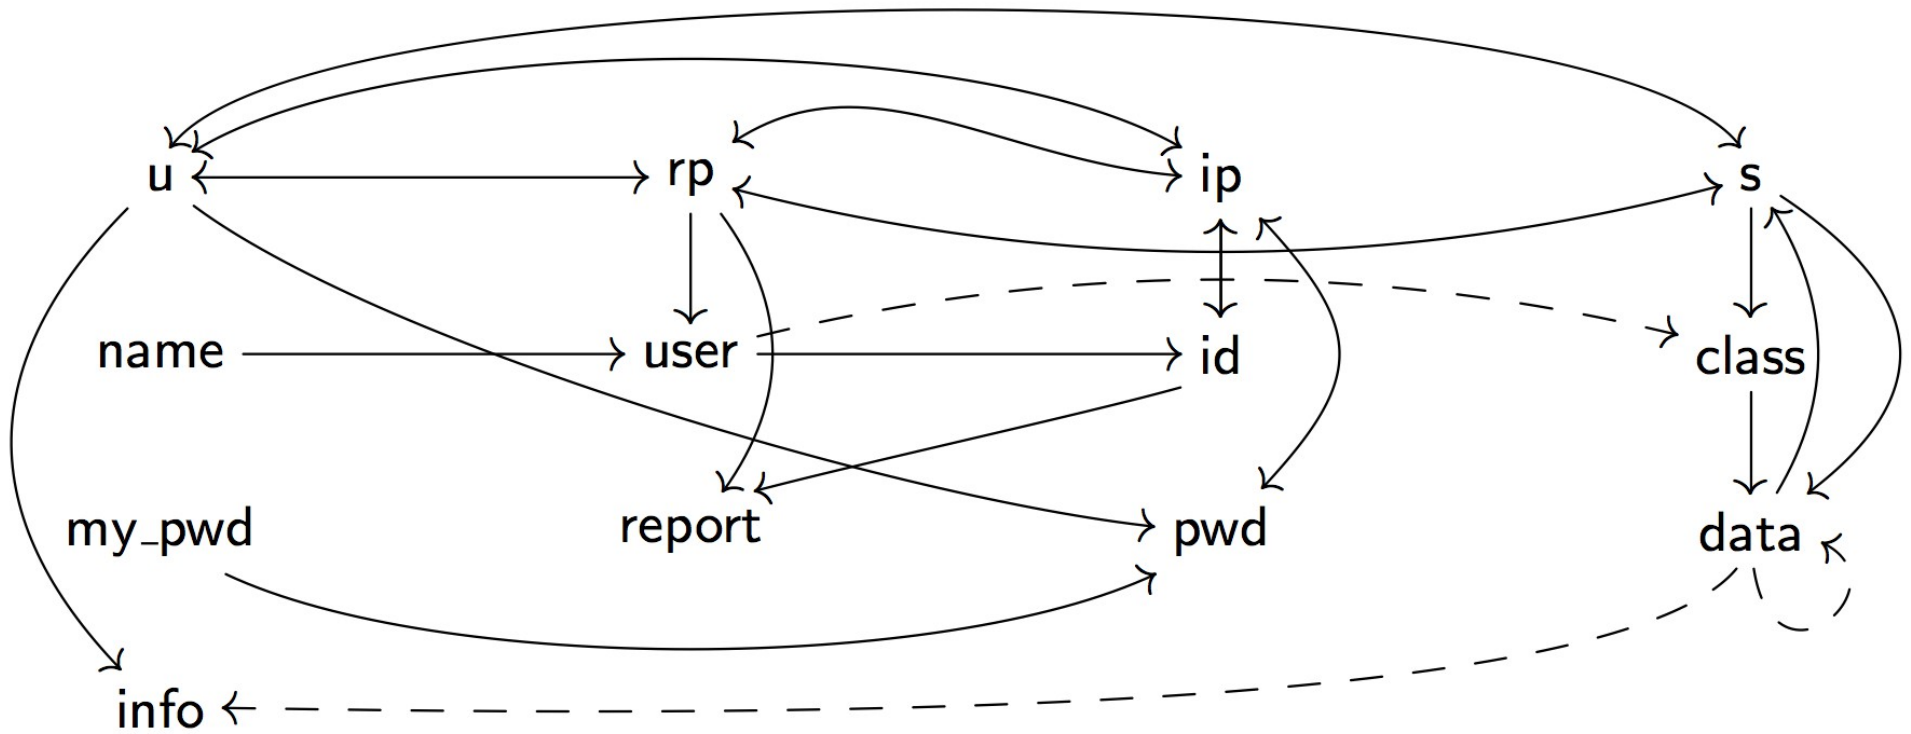 u rp ip s
name user id class
my_pwd report pwd data
info